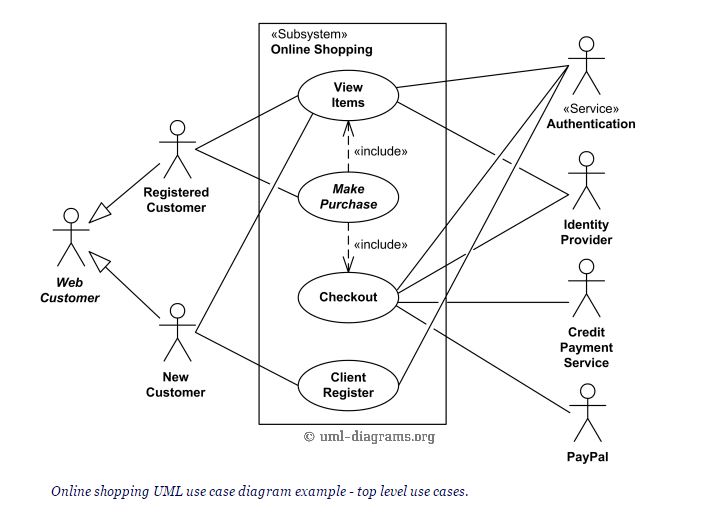 «Subsystem»
Online Shopping
View
Items
«include»
Make
Purchase
«include»
Checkout
Client
Register
Registered
Customer
Web
Customer
New
Customer
«Service»
Authentication
Identity
Provider
Credit
Payment
Service
PayPal
© uml-diagrams.org
Online shopping UML use case diagram example - top level use cases.